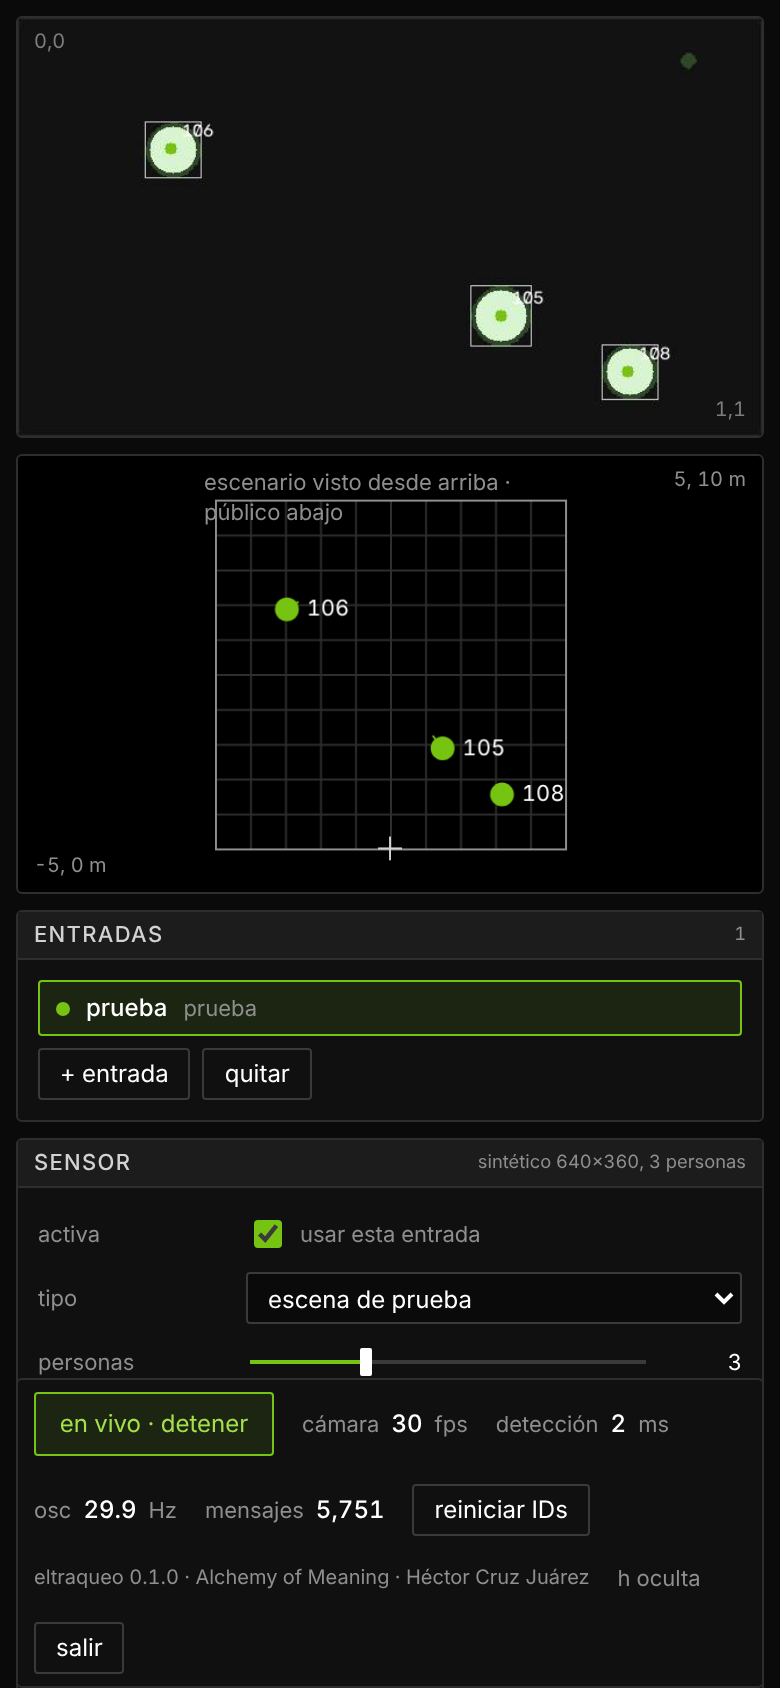 0,0
106
105
108
1,1
escenario visto desde arriba ·
público abajo
5, 10 m
106
105
108
-5, 0 m
ENTRADAS 1
prueba prueba
+ entrada quitar
SENSOR sintético 640×360, 3 personas
activa usar esta entrada
tipo escena de prueba
personas 3
en vivo · detener cámara 30 fps detección 2 ms
osc 29.9 Hz mensajes 5,751 reiniciar IDs
eltraqueo 0.1.0 · Alchemy of Meaning · Héctor Cruz Juárez h oculta
salir